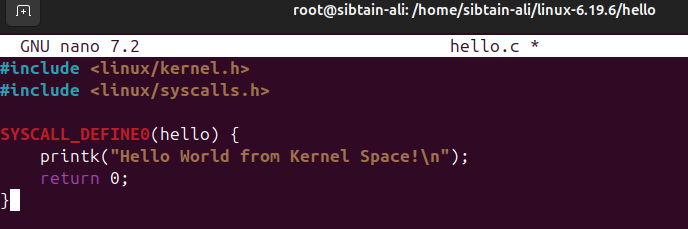 root@sibtain-ali: /home/sibtain-ali/linux-6.19.6/hello
GNU nano 7.2 hello.c *
#include <linux/kernel.h>
#include <linux/syscalls.h>
SYSCALL_DEFINE0(hello) {
    printk("Hello World from Kernel Space!\n");
    return 0;
}